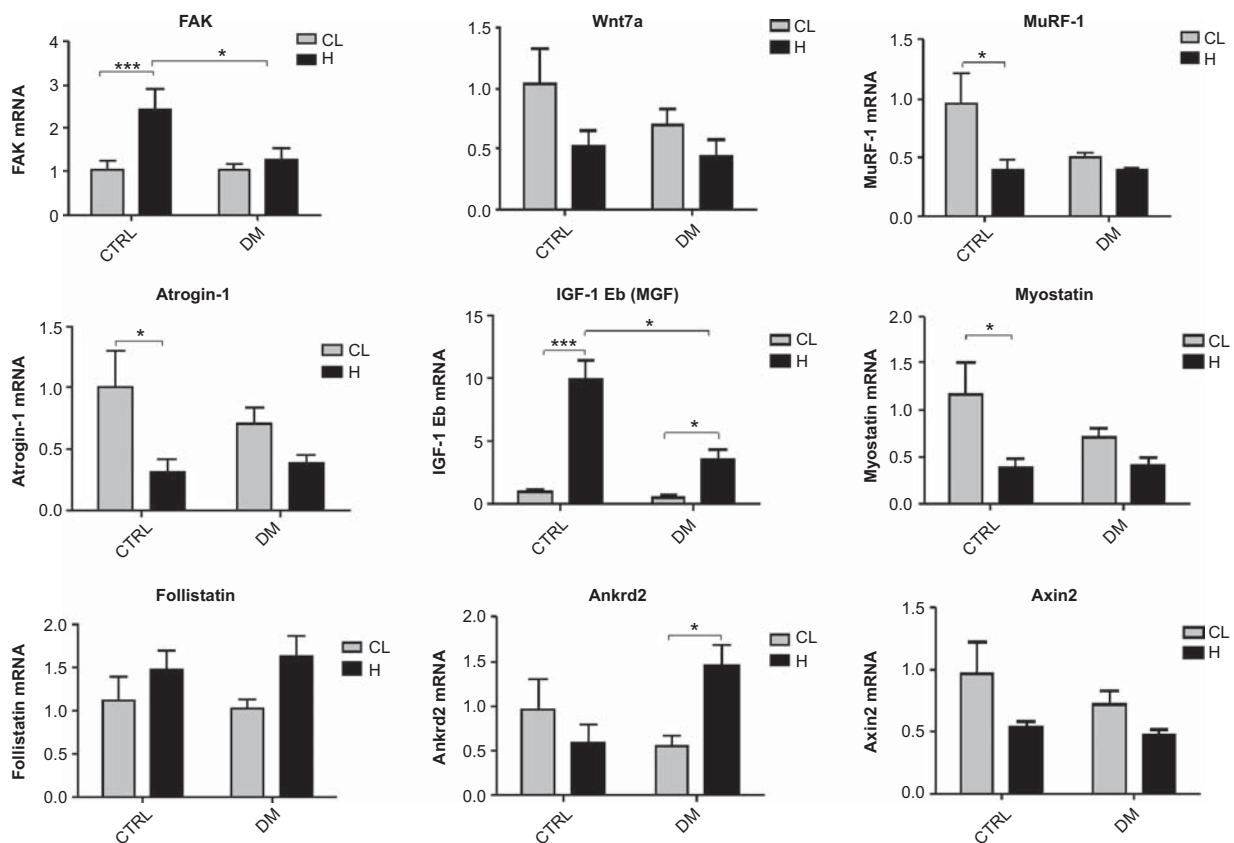 FAK
FAK mRNA
4
3
2
1
0
***
*
CL
H
CTRL
DM
Wnt7a
1.5
1.0
0.5
0.0
CL
H
CTRL
DM
MuRF-1
MuRF-1 mRNA
1.5
1.0
0.5
0.0
*
CL
H
CTRL
DM
Atrogin-1
Atrogin-1 mRNA
1.5
1.0
0.5
0.0
*
CL
H
CTRL
DM
IGF-1 Eb (MGF)
IGF-1 Eb mRNA
15
10
5
0
***
*
*
CL
H
CTRL
DM
Myostatin
Myostatin mRNA
2.0
1.5
1.0
0.5
0.0
*
CL
H
CTRL
DM
Follistatin
Follistatin mRNA
2.0
1.5
1.0
0.5
0.0
CL
H
CTRL
DM
Ankrd2
Ankrd2 mRNA
2.0
1.5
1.0
0.5
0.0
*
CL
H
CTRL
DM
Axin2
Axin2 mRNA
1.5
1.0
0.5
0.0
CL
H
CTRL
DM